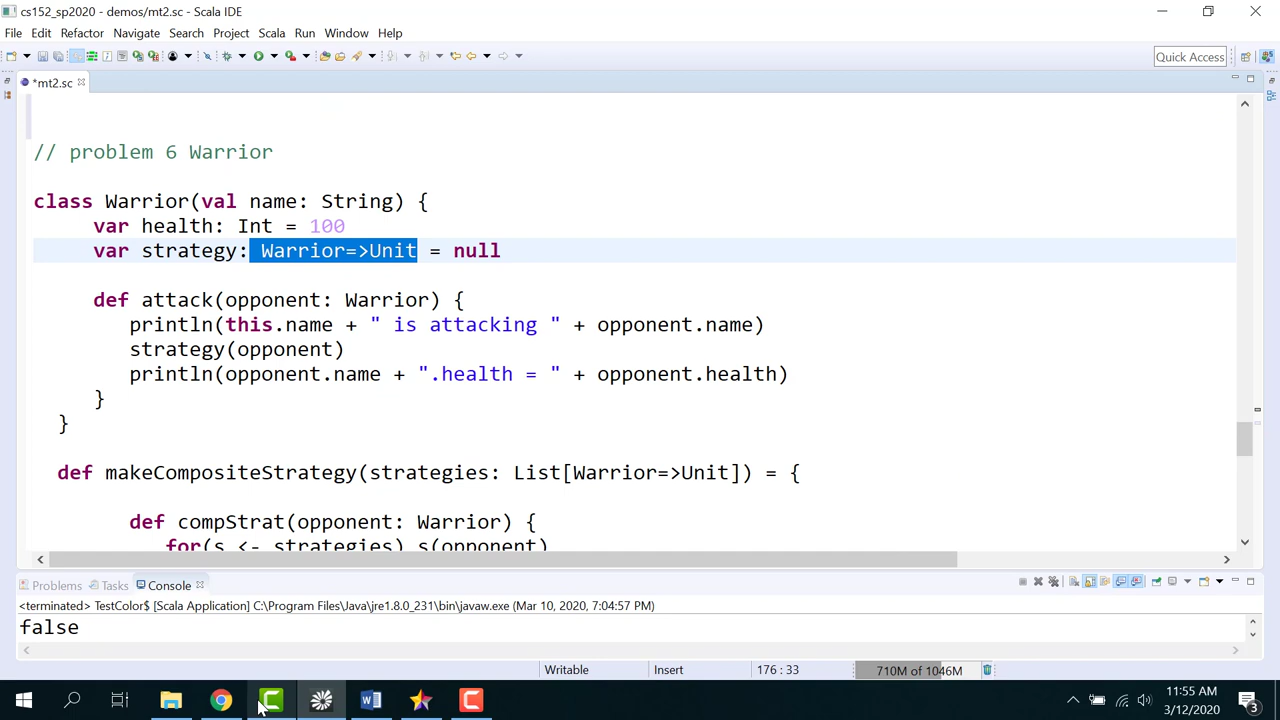 cs152_sp2020 - demos/mt2.sc - Scala IDE
File Edit Refactor Navigate Search Project Scala Run Window Help
Quick Access
*mt2.sc
// problem 6 Warrior
class Warrior(val name: String) {
var health: Int = 100
var strategy: Warrior=>Unit = null
def attack(opponent: Warrior) {
println(this.name + " is attacking " + opponent.name)
strategy(opponent)
println(opponent.name + ".health = " + opponent.health)
}
}
def makeCompositeStrategy(strategies: List[Warrior=>Unit]) = {
def compStrat(opponent: Warrior) {
for(s <- strategies) s(opponent)
Problems Tasks Console
<terminated> TestColor$ [Scala Application] C:\Program Files\Java\jre1.8.0_231\bin\javaw.exe (Mar 10, 2020, 7:04:57 PM)
false
Writable Insert 176 : 33 710M of 1046M
11:55 AM
3/12/2020
3